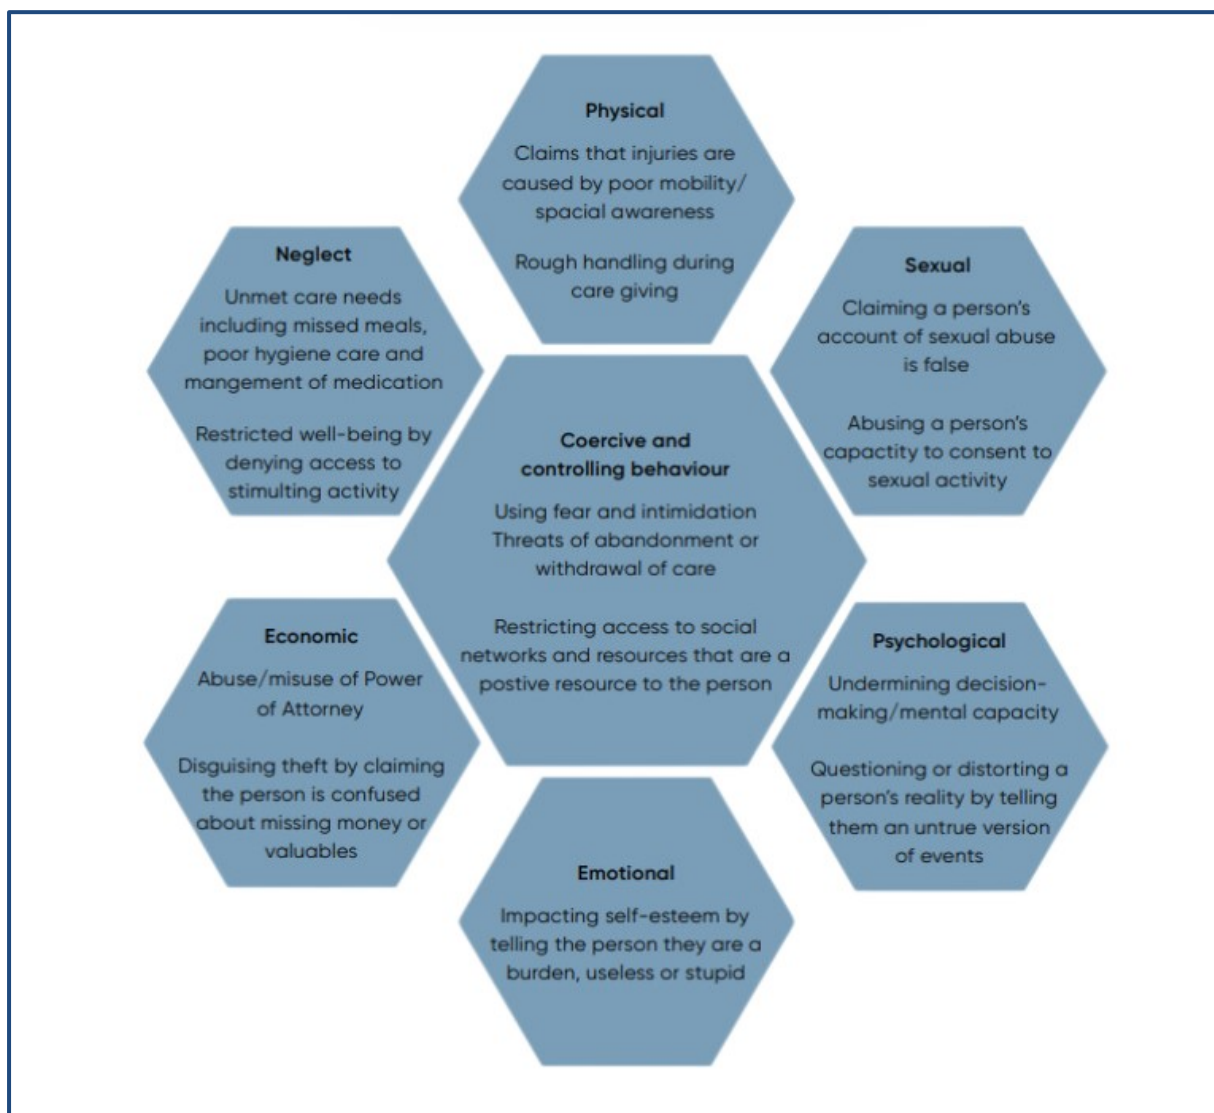 Physical
Claims that injuries are
caused by poor mobility/
spacial awareness
Rough handling during
care giving
Neglect
Unmet care needs
including missed meals,
poor hygiene care and
mangement of medication
Restricted well-being by
denying access to
stimulting activity
Sexual
Claiming a person's
account of sexual abuse
is false
Abusing a person's
capactity to consent to
sexual activity
Coercive and
controlling behaviour
Using fear and intimidation
Threats of abandonment or
withdrawal of care
Restricting access to social
networks and resources that are a
postive resource to the person
Economic
Abuse/misuse of Power
of Attorney
Disguising theft by claiming
the person is confused
about missing money or
valuables
Psychological
Undermining decision-
making/mental capacity
Questioning or distorting a
person's reality by telling
them an untrue version
of events
Emotional
Impacting self-esteem by
telling the person they are a
burden, useless or stupid